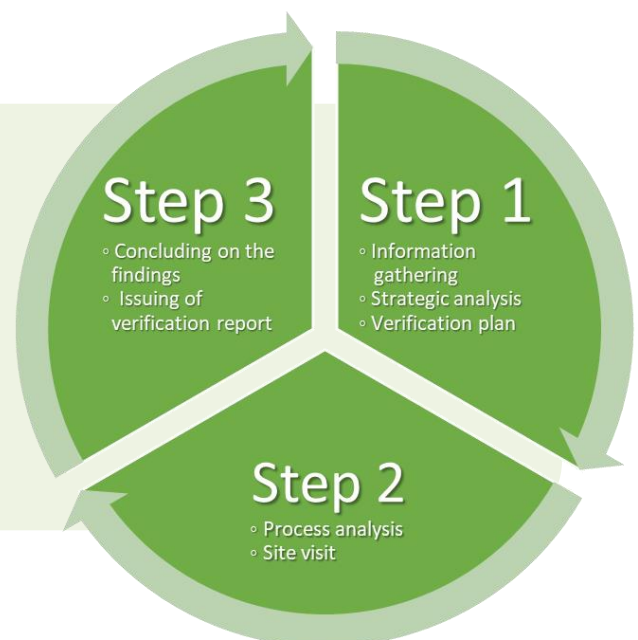 Step 1
◦ Information
gathering
◦ Strategic analysis
◦ Verification plan
Step 2
◦ Process analysis
◦ Site visit
Step 3
◦ Concluding on the
findings
◦ Issuing of
verification report